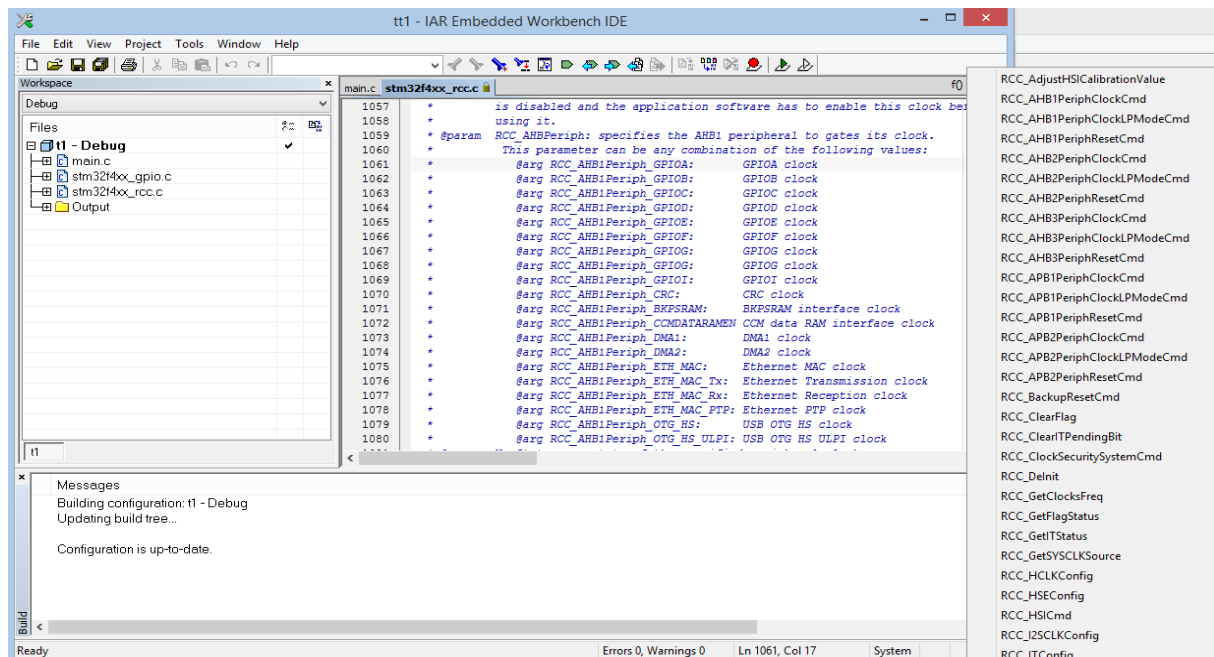 tt1 - IAR Embedded Workbench IDE
File Edit View Project Tools Window Help
Workspace
Debug
Files
t1 - Debug
main.c
stm32f4xx_gpio.c
stm32f4xx_rcc.c
Output
t1
main.c stm32f4xx_rcc.c f0
1057 * is disabled and the application software has to enable this clock bef
1058 * using it.
1059 * @param RCC_AHBPeriph: specifies the AHB1 peripheral to gates its clock.
1060 * This parameter can be any combination of the following values:
1061 * @arg RCC_AHB1Periph_GPIOA: GPIOA clock
1062 * @arg RCC_AHB1Periph_GPIOB: GPIOB clock
1063 * @arg RCC_AHB1Periph_GPIOC: GPIOC clock
1064 * @arg RCC_AHB1Periph_GPIOD: GPIOD clock
1065 * @arg RCC_AHB1Periph_GPIOE: GPIOE clock
1066 * @arg RCC_AHB1Periph_GPIOF: GPIOF clock
1067 * @arg RCC_AHB1Periph_GPIOG: GPIOG clock
1068 * @arg RCC_AHB1Periph_GPIOG: GPIOG clock
1069 * @arg RCC_AHB1Periph_GPIOI: GPIOI clock
1070 * @arg RCC_AHB1Periph_CRC: CRC clock
1071 * @arg RCC_AHB1Periph_BKPSRAM: BKPSRAM interface clock
1072 * @arg RCC_AHB1Periph_CCMDATARAMEN CCM data RAM interface clock
1073 * @arg RCC_AHB1Periph_DMA1: DMA1 clock
1074 * @arg RCC_AHB1Periph_DMA2: DMA2 clock
1075 * @arg RCC_AHB1Periph_ETH_MAC: Ethernet MAC clock
1076 * @arg RCC_AHB1Periph_ETH_MAC_Tx: Ethernet Transmission clock
1077 * @arg RCC_AHB1Periph_ETH_MAC_Rx: Ethernet Reception clock
1078 * @arg RCC_AHB1Periph_ETH_MAC_PTP: Ethernet PTP clock
1079 * @arg RCC_AHB1Periph_OTG_HS: USB OTG HS clock
1080 * @arg RCC_AHB1Periph_OTG_HS_ULPI: USB OTG HS ULPI clock
RCC_AdjustHSICalibrationValue
RCC_AHB1PeriphClockCmd
RCC_AHB1PeriphClockLPModeCmd
RCC_AHB1PeriphResetCmd
RCC_AHB2PeriphClockCmd
RCC_AHB2PeriphClockLPModeCmd
RCC_AHB2PeriphResetCmd
RCC_AHB3PeriphClockCmd
RCC_AHB3PeriphClockLPModeCmd
RCC_AHB3PeriphResetCmd
RCC_APB1PeriphClockCmd
RCC_APB1PeriphClockLPModeCmd
RCC_APB1PeriphResetCmd
RCC_APB2PeriphClockCmd
RCC_APB2PeriphClockLPModeCmd
RCC_APB2PeriphResetCmd
RCC_BackupResetCmd
RCC_ClearFlag
RCC_ClearITPendingBit
RCC_ClockSecuritySystemCmd
RCC_DeInit
RCC_GetClocksFreq
RCC_GetFlagStatus
RCC_GetITStatus
RCC_GetSYSCLKSource
RCC_HCLKConfig
RCC_HSEConfig
RCC_HSICmd
RCC_I2SCLKConfig
RCC_ITConfig
Messages
Building configuration: t1 - Debug
Updating build tree...
Configuration is up-to-date.
Build
Ready Errors 0, Warnings 0 Ln 1061, Col 17 System